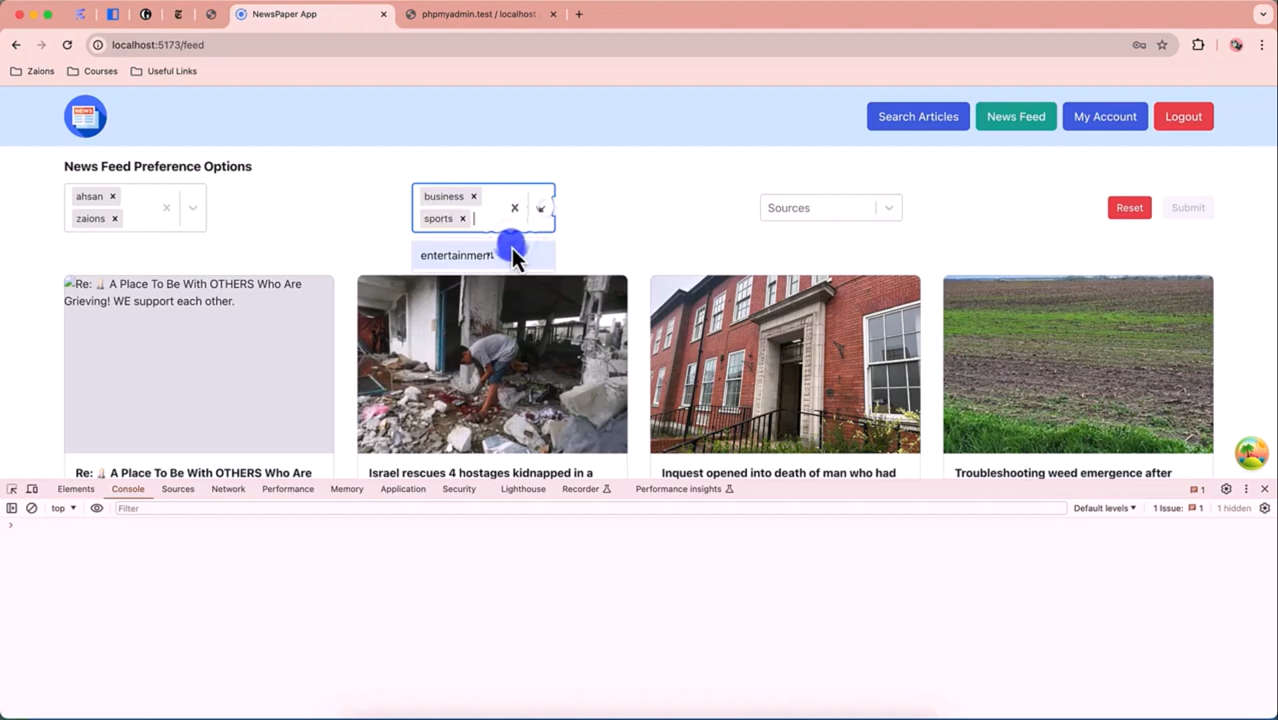 NewsPaper App
phpmyadmin.test / localhost
localhost:5173/feed
Zaions
Courses
Useful Links
NEWS
Search Articles
News Feed
My Account
Logout
News Feed Preference Options
ahsan
zaions
business
sports
Sources
Reset
Submit
entertainment
Re: 🙏🏻 A Place To Be With OTHERS Who Are
Grieving! WE support each other.
Re: 🙏🏻 A Place To Be With OTHERS Who Are
Israel rescues 4 hostages kidnapped in a
Inquest opened into death of man who had
Troubleshooting weed emergence after
Elements
Console
Sources
Network
Performance
Memory
Application
Security
Lighthouse
Recorder
Performance insights
1
top
Filter
Default levels
1 Issue: 1
1 hidden